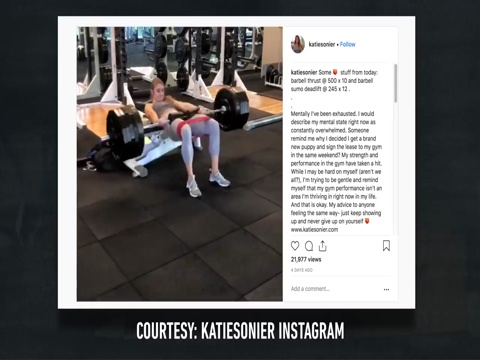 katiesonier • Follow
katiesonier Some 🍑 stuff from today:
barbell thrust @ 500 x 10 and barbell
sumo deadlift @ 245 x 12 .
.
.
Mentally I've been exhausted. I would
describe my mental state right now as
constantly overwhelmed. Someone
remind me why I decided I get a brand
new puppy and sign the lease to my gym
in the same weekend? My strength and
performance in the gym have taken a hit.
While I may be hard on myself (aren't we
all?), I'm trying to be gentle and remind
myself that my gym performance isn't an
area I'm thriving in right now in my life.
And that is okay. My advice to anyone
feeling the same way- just keep showing
up and never give up on yourself 🍑
www.katiesonier.com
21,977 views
4 DAYS AGO
Add a comment...
COURTESY: KATIESONIER INSTAGRAM